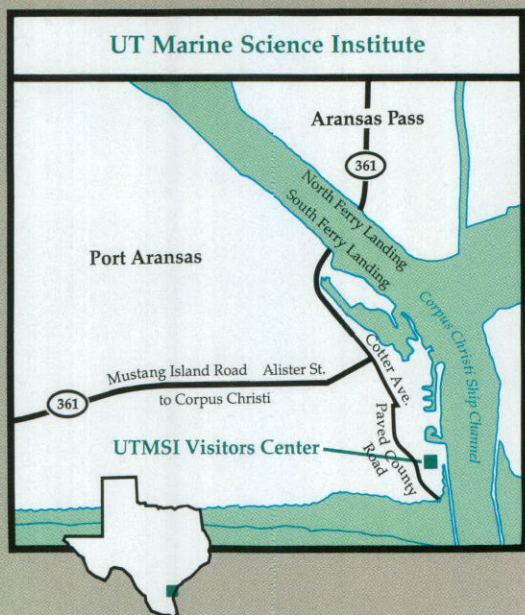 UT Marine Science Institute
Aransas Pass
361
North Ferry Landing
South Ferry Landing
Port Aransas
Corpus Christi Ship Channel
Cotter Ave.
Mustang Island Road Alister St.
361
to Corpus Christi
Paved County
Road
UTMSI Visitors Center